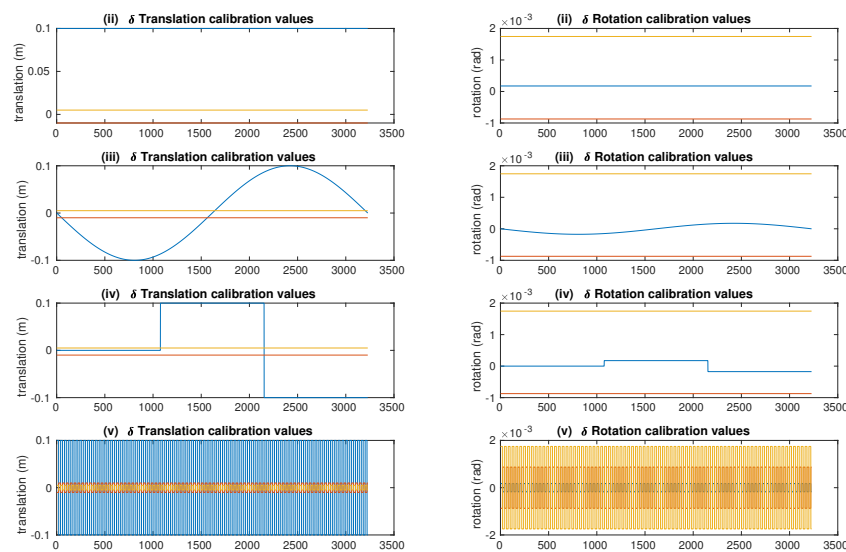 (ii) δ Translation calibration values
translation (m)
0.1
0.05
0
0 500 1000 1500 2000 2500 3000 3500
(ii) δ Rotation calibration values
×10⁻³
rotation (rad)
2
1
0
-1
0 500 1000 1500 2000 2500 3000 3500
(iii) δ Translation calibration values
translation (m)
0.1
0
-0.1
0 500 1000 1500 2000 2500 3000 3500
(iii) δ Rotation calibration values
×10⁻³
rotation (rad)
2
1
0
-1
0 500 1000 1500 2000 2500 3000 3500
(iv) δ Translation calibration values
translation (m)
0.1
0
-0.1
0 500 1000 1500 2000 2500 3000 3500
(iv) δ Rotation calibration values
×10⁻³
rotation (rad)
2
1
0
-1
0 500 1000 1500 2000 2500 3000 3500
(v) δ Translation calibration values
translation (m)
0.1
0
-0.1
0 500 1000 1500 2000 2500 3000 3500
(v) δ Rotation calibration values
×10⁻³
rotation (rad)
2
0
-2
0 500 1000 1500 2000 2500 3000 3500